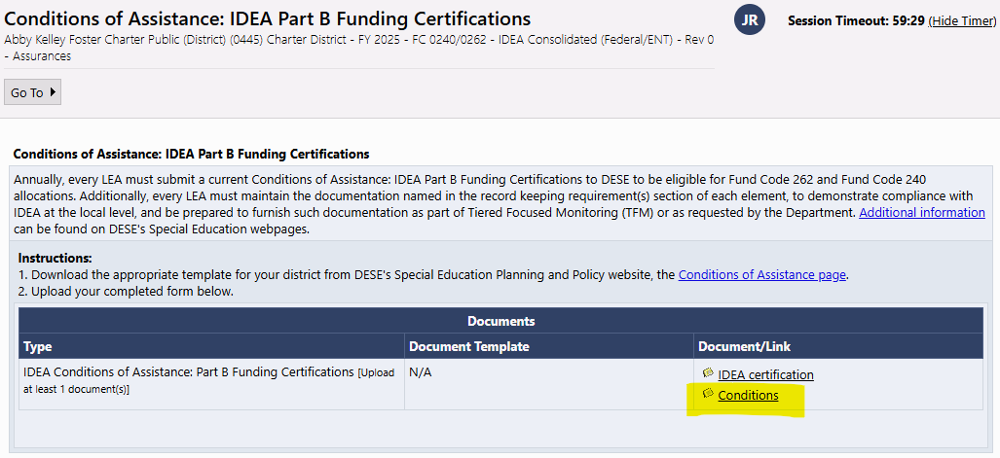 Conditions of Assistance: IDEA Part B Funding Certifications
JR
Session Timeout: 59:29 (Hide Timer)
Abby Kelley Foster Charter Public (District) (0445) Charter District - FY 2025 - FC 0240/0262 - IDEA Consolidated (Federal/ENT) - Rev 0
- Assurances
Go To
Conditions of Assistance: IDEA Part B Funding Certifications
Annually, every LEA must submit a current Conditions of Assistance: IDEA Part B Funding Certifications to DESE to be eligible for Fund Code 262 and Fund Code 240
allocations. Additionally, every LEA must maintain the documentation named in the record keeping requirement(s) section of each element, to demonstrate compliance with
IDEA at the local level, and be prepared to furnish such documentation as part of Tiered Focused Monitoring (TFM) or as requested by the Department. Additional information
can be found on DESE's Special Education webpages.
Instructions:
1. Download the appropriate template for your district from DESE's Special Education Planning and Policy website, the Conditions of Assistance page.
2. Upload your completed form below.
Documents
Type
Document Template
Document/Link
IDEA Conditions of Assistance: Part B Funding Certifications [Upload
at least 1 document(s)]
N/A
IDEA certification
Conditions